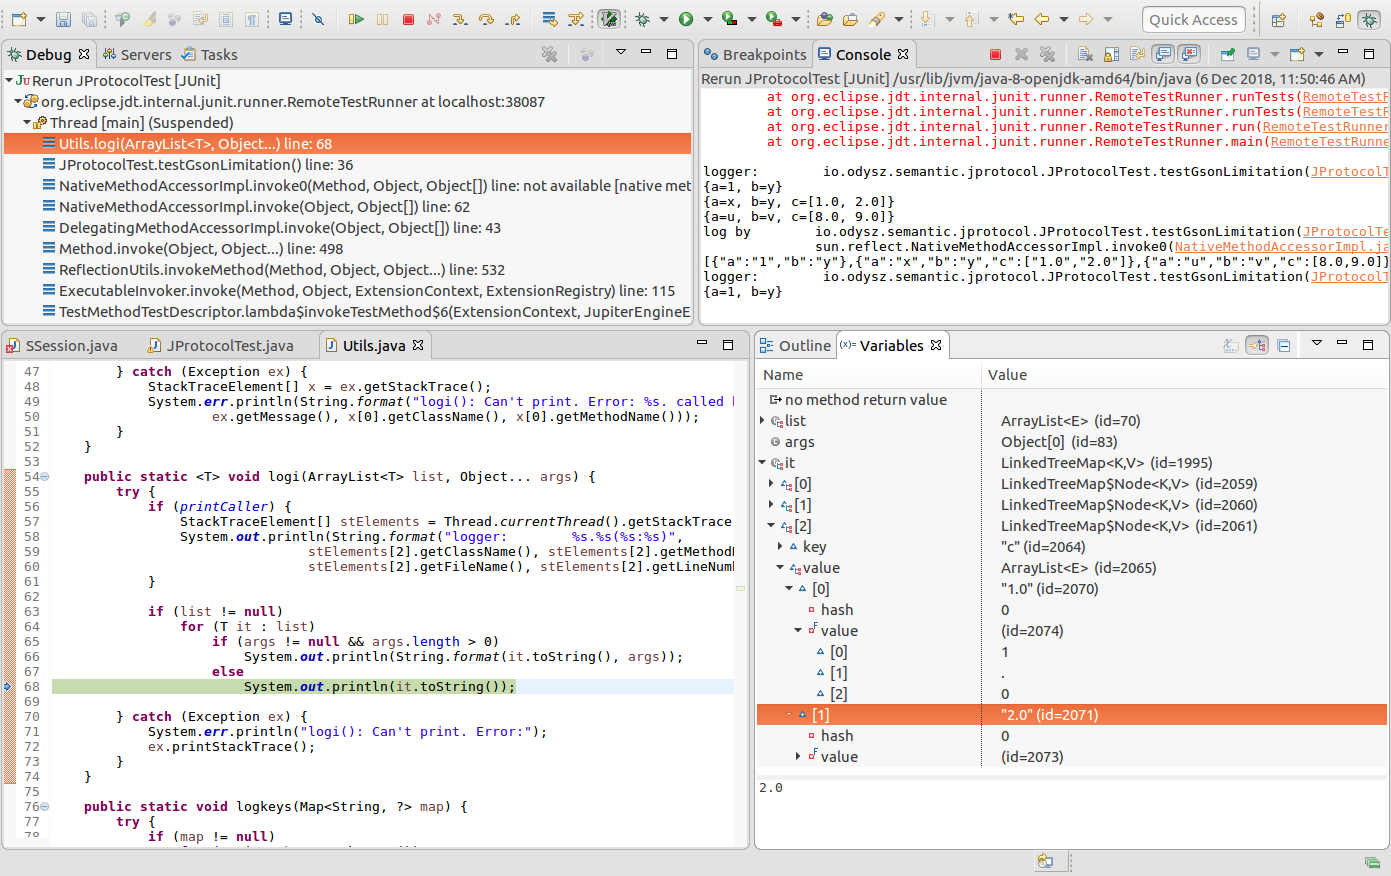 Quick Access
Debug
Servers
Tasks
Rerun JProtocolTest [JUnit]
org.eclipse.jdt.internal.junit.runner.RemoteTestRunner at localhost:38087
Thread [main] (Suspended)
Utils.logi(ArrayList<T>, Object...) line: 68
JProtocolTest.testGsonLimitation() line: 36
NativeMethodAccessorImpl.invoke0(Method, Object, Object[]) line: not available [native met
NativeMethodAccessorImpl.invoke(Object, Object[]) line: 62
DelegatingMethodAccessorImpl.invoke(Object, Object[]) line: 43
Method.invoke(Object, Object...) line: 498
ReflectionUtils.invokeMethod(Method, Object, Object...) line: 532
ExecutableInvoker.invoke(Method, Object, ExtensionContext, ExtensionRegistry) line: 115
TestMethodTestDescriptor.lambda$invokeTestMethod$6(ExtensionContext, JupiterEngineE
Breakpoints
Console
Rerun JProtocolTest [JUnit] /usr/lib/jvm/java-8-openjdk-amd64/bin/java (6 Dec 2018, 11:50:46 AM)
at org.eclipse.jdt.internal.junit.runner.RemoteTestRunner.runTests(RemoteTestR
at org.eclipse.jdt.internal.junit.runner.RemoteTestRunner.runTests(RemoteTestR
at org.eclipse.jdt.internal.junit.runner.RemoteTestRunner.run(RemoteTestRunner
at org.eclipse.jdt.internal.junit.runner.RemoteTestRunner.main(RemoteTestRunne
logger:        io.odysz.semantic.jprotocol.JProtocolTest.testGsonLimitation(JProtocolT
{a=1, b=y}
{a=x, b=y, c=[1.0, 2.0]}
{a=u, b=v, c=[8.0, 9.0]}
log by        io.odysz.semantic.jprotocol.JProtocolTest.testGsonLimitation(JProtocolTe
sun.reflect.NativeMethodAccessorImpl.invoke0(NativeMethodAccessorImpl.ja
[{"a":"1","b":"y"},{"a":"x","b":"y","c":["1.0","2.0"]},{"a":"u","b":"v","c":[8.0,9.0]}
logger:        io.odysz.semantic.jprotocol.JProtocolTest.testGsonLimitation(JProtocolT
{a=1, b=y}
SSession.java
JProtocolTest.java
Utils.java
47 } catch (Exception ex) {
48 StackTraceElement[] x = ex.getStackTrace();
49 System.err.println(String.format("logi(): Can't print. Error: %s. called
50 ex.getMessage(), x[0].getClassName(), x[0].getMethodName()));
51 }
52 }
53
54 public static <T> void logi(ArrayList<T> list, Object... args) {
55 try {
56 if (printCaller) {
57 StackTraceElement[] stElements = Thread.currentThread().getStackTrace
58 System.out.println(String.format("logger:        %s.%s(%s:%s)",
59 stElements[2].getClassName(), stElements[2].getMethod
60 stElements[2].getFileName(), stElements[2].getLineNum
61 }
62
63 if (list != null)
64 for (T it : list)
65 if (args != null && args.length > 0)
66 System.out.println(String.format(it.toString(), args));
67 else
68 System.out.println(it.toString());
69
70 } catch (Exception ex) {
71 System.err.println("logi(): Can't print. Error:");
72 ex.printStackTrace();
73 }
74 }
75
76 public static void logkeys(Map<String, ?> map) {
77 try {
78 if (map != null)
Outline
(x)= Variables
Name Value
no method return value
list ArrayList<E> (id=70)
args Object[0] (id=83)
it LinkedTreeMap<K,V> (id=1995)
[0] LinkedTreeMap$Node<K,V> (id=2059)
[1] LinkedTreeMap$Node<K,V> (id=2060)
[2] LinkedTreeMap$Node<K,V> (id=2061)
key "c" (id=2064)
value ArrayList<E> (id=2065)
[0] "1.0" (id=2070)
hash 0
value (id=2074)
[0] 1
[1] .
[2] 0
[1] "2.0" (id=2071)
hash 0
value (id=2073)
2.0